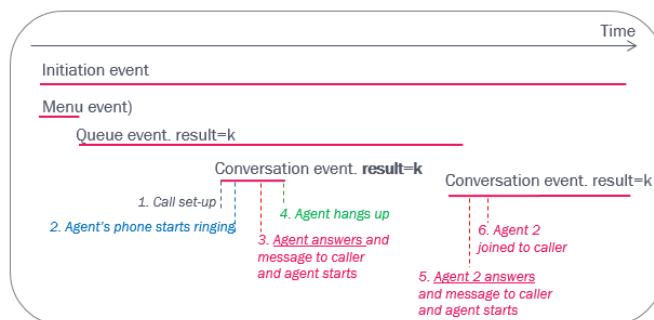 Time
Initiation event
Menu event)
Queue event. result=k
Conversation event. result=k
Conversation event. result=k
1. Call set-up
2. Agent's phone starts ringing
4. Agent hangs up
3. Agent answers and
message to caller
and agent starts
6. Agent 2
joined to caller
5. Agent 2 answers
and message to caller
and agent starts